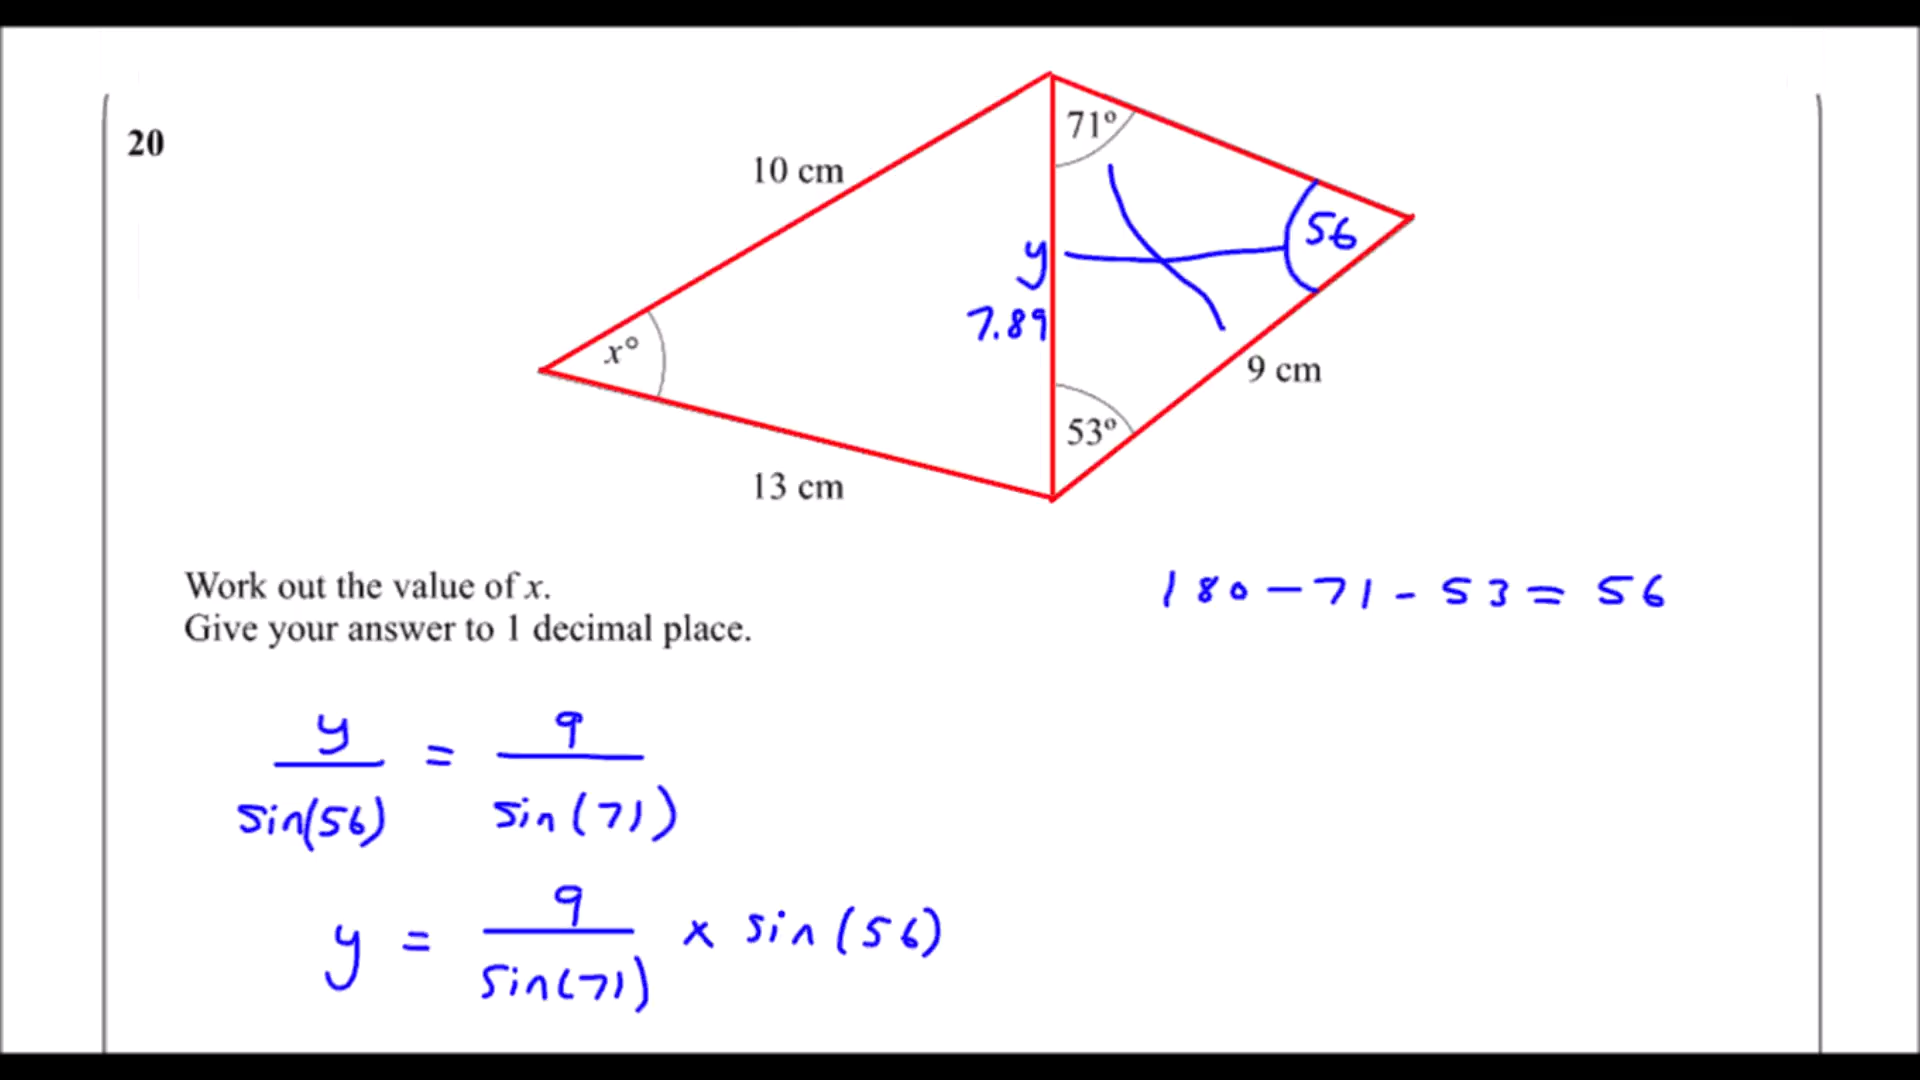 20
10 cm
71°
56
y
7.89
x°
9 cm
53°
13 cm
Work out the value of x.
Give your answer to 1 decimal place.
180 - 71 - 53 = 56
y/sin(56) = 9/sin(71)
y = 9/sin(71) × sin(56)